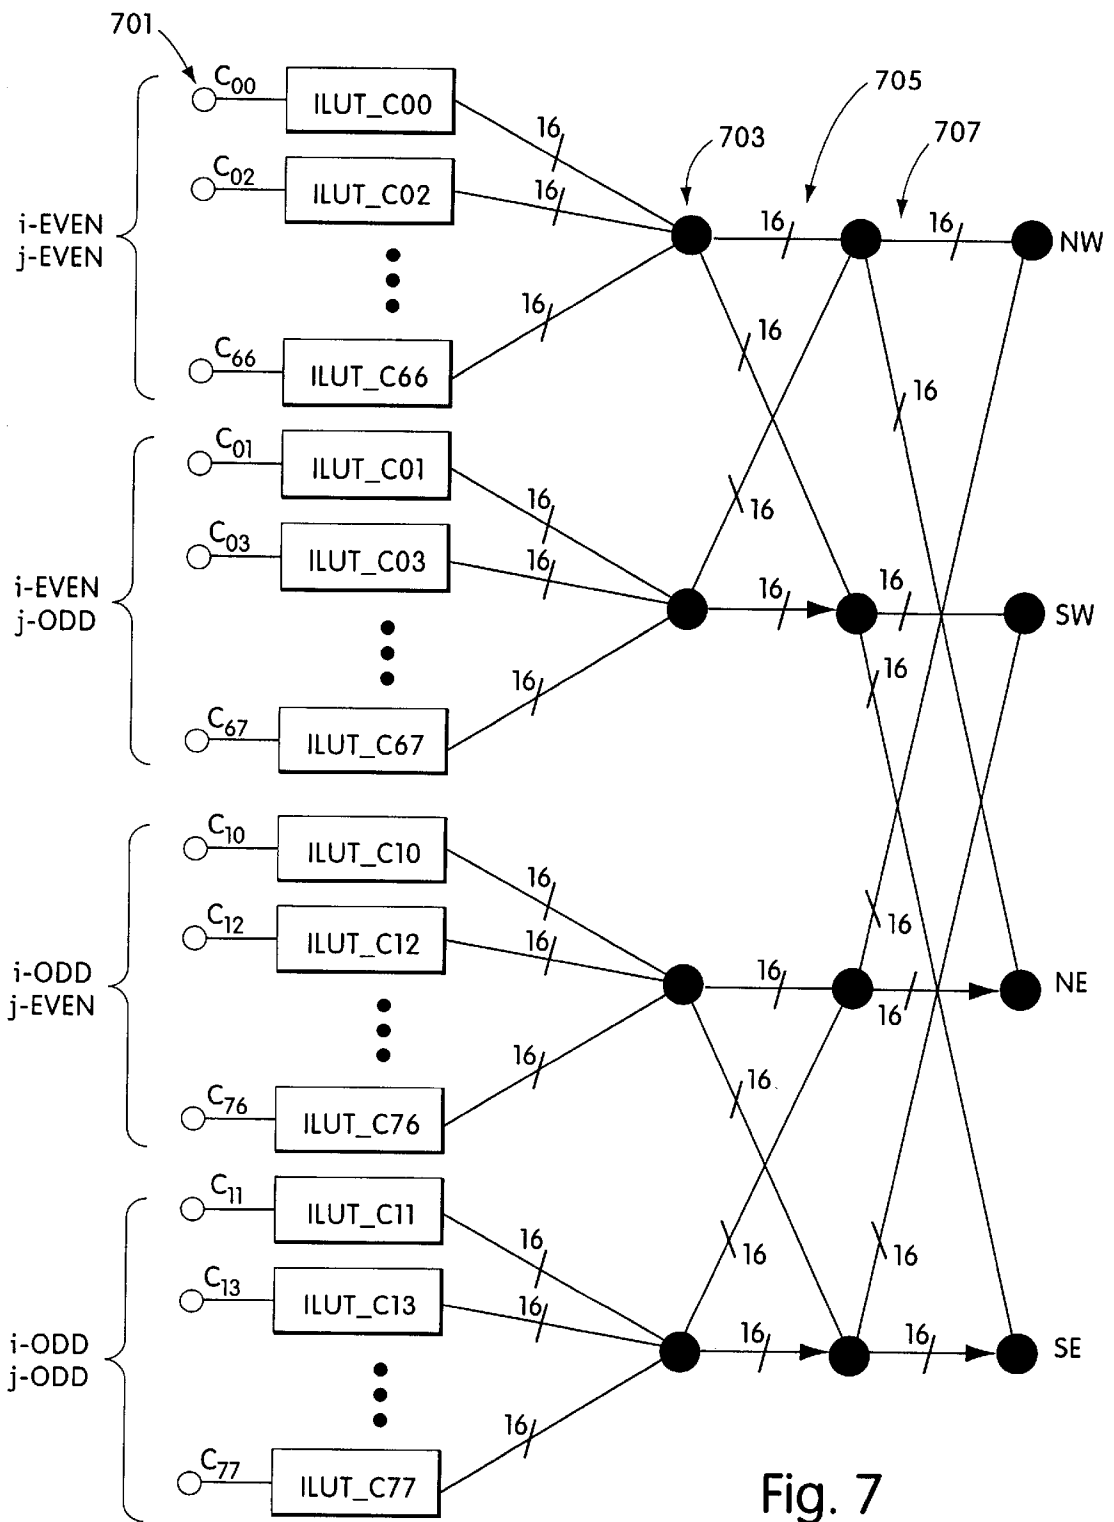 701
C00
ILUT_C00
16
705
703
707
C02
ILUT_C02
16
16
16
NW
i-EVEN
j-EVEN
16
16
C66
ILUT_C66
16
C01
ILUT_C01
16
16
C03
ILUT_C03
16
16
16
SW
i-EVEN
j-ODD
16
16
C67
ILUT_C67
C10
ILUT_C10
16
16
C12
ILUT_C12
16
16
16
NE
i-ODD
j-EVEN
16
16
C76
ILUT_C76
C11
ILUT_C11
16
16
16
C13
ILUT_C13
16
16
16
SE
i-ODD
j-ODD
16
C77
ILUT_C77
Fig. 7